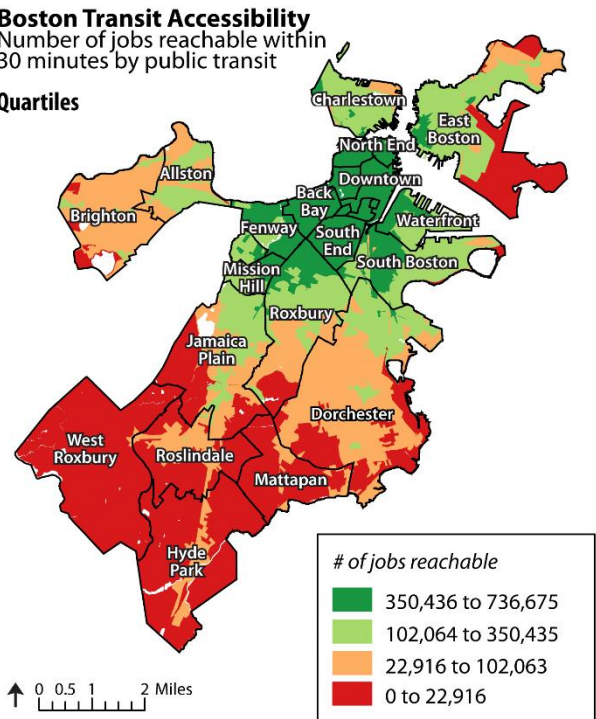 Boston Transit Accessibility
Number of jobs reachable within
30 minutes by public transit
Quartiles
Charlestown
East
Boston
North End
Allston
Downtown
Back
Bay
Brighton
Waterfront
Fenway
South
End
South Boston
Mission
Hill
Roxbury
Jamaica
Plain
Dorchester
West
Roxbury
Roslindale
Mattapan
Hyde
Park
# of jobs reachable
350,436 to 736,675
102,064 to 350,435
22,916 to 102,063
0 to 22,916
0 0.5 1 2 Miles